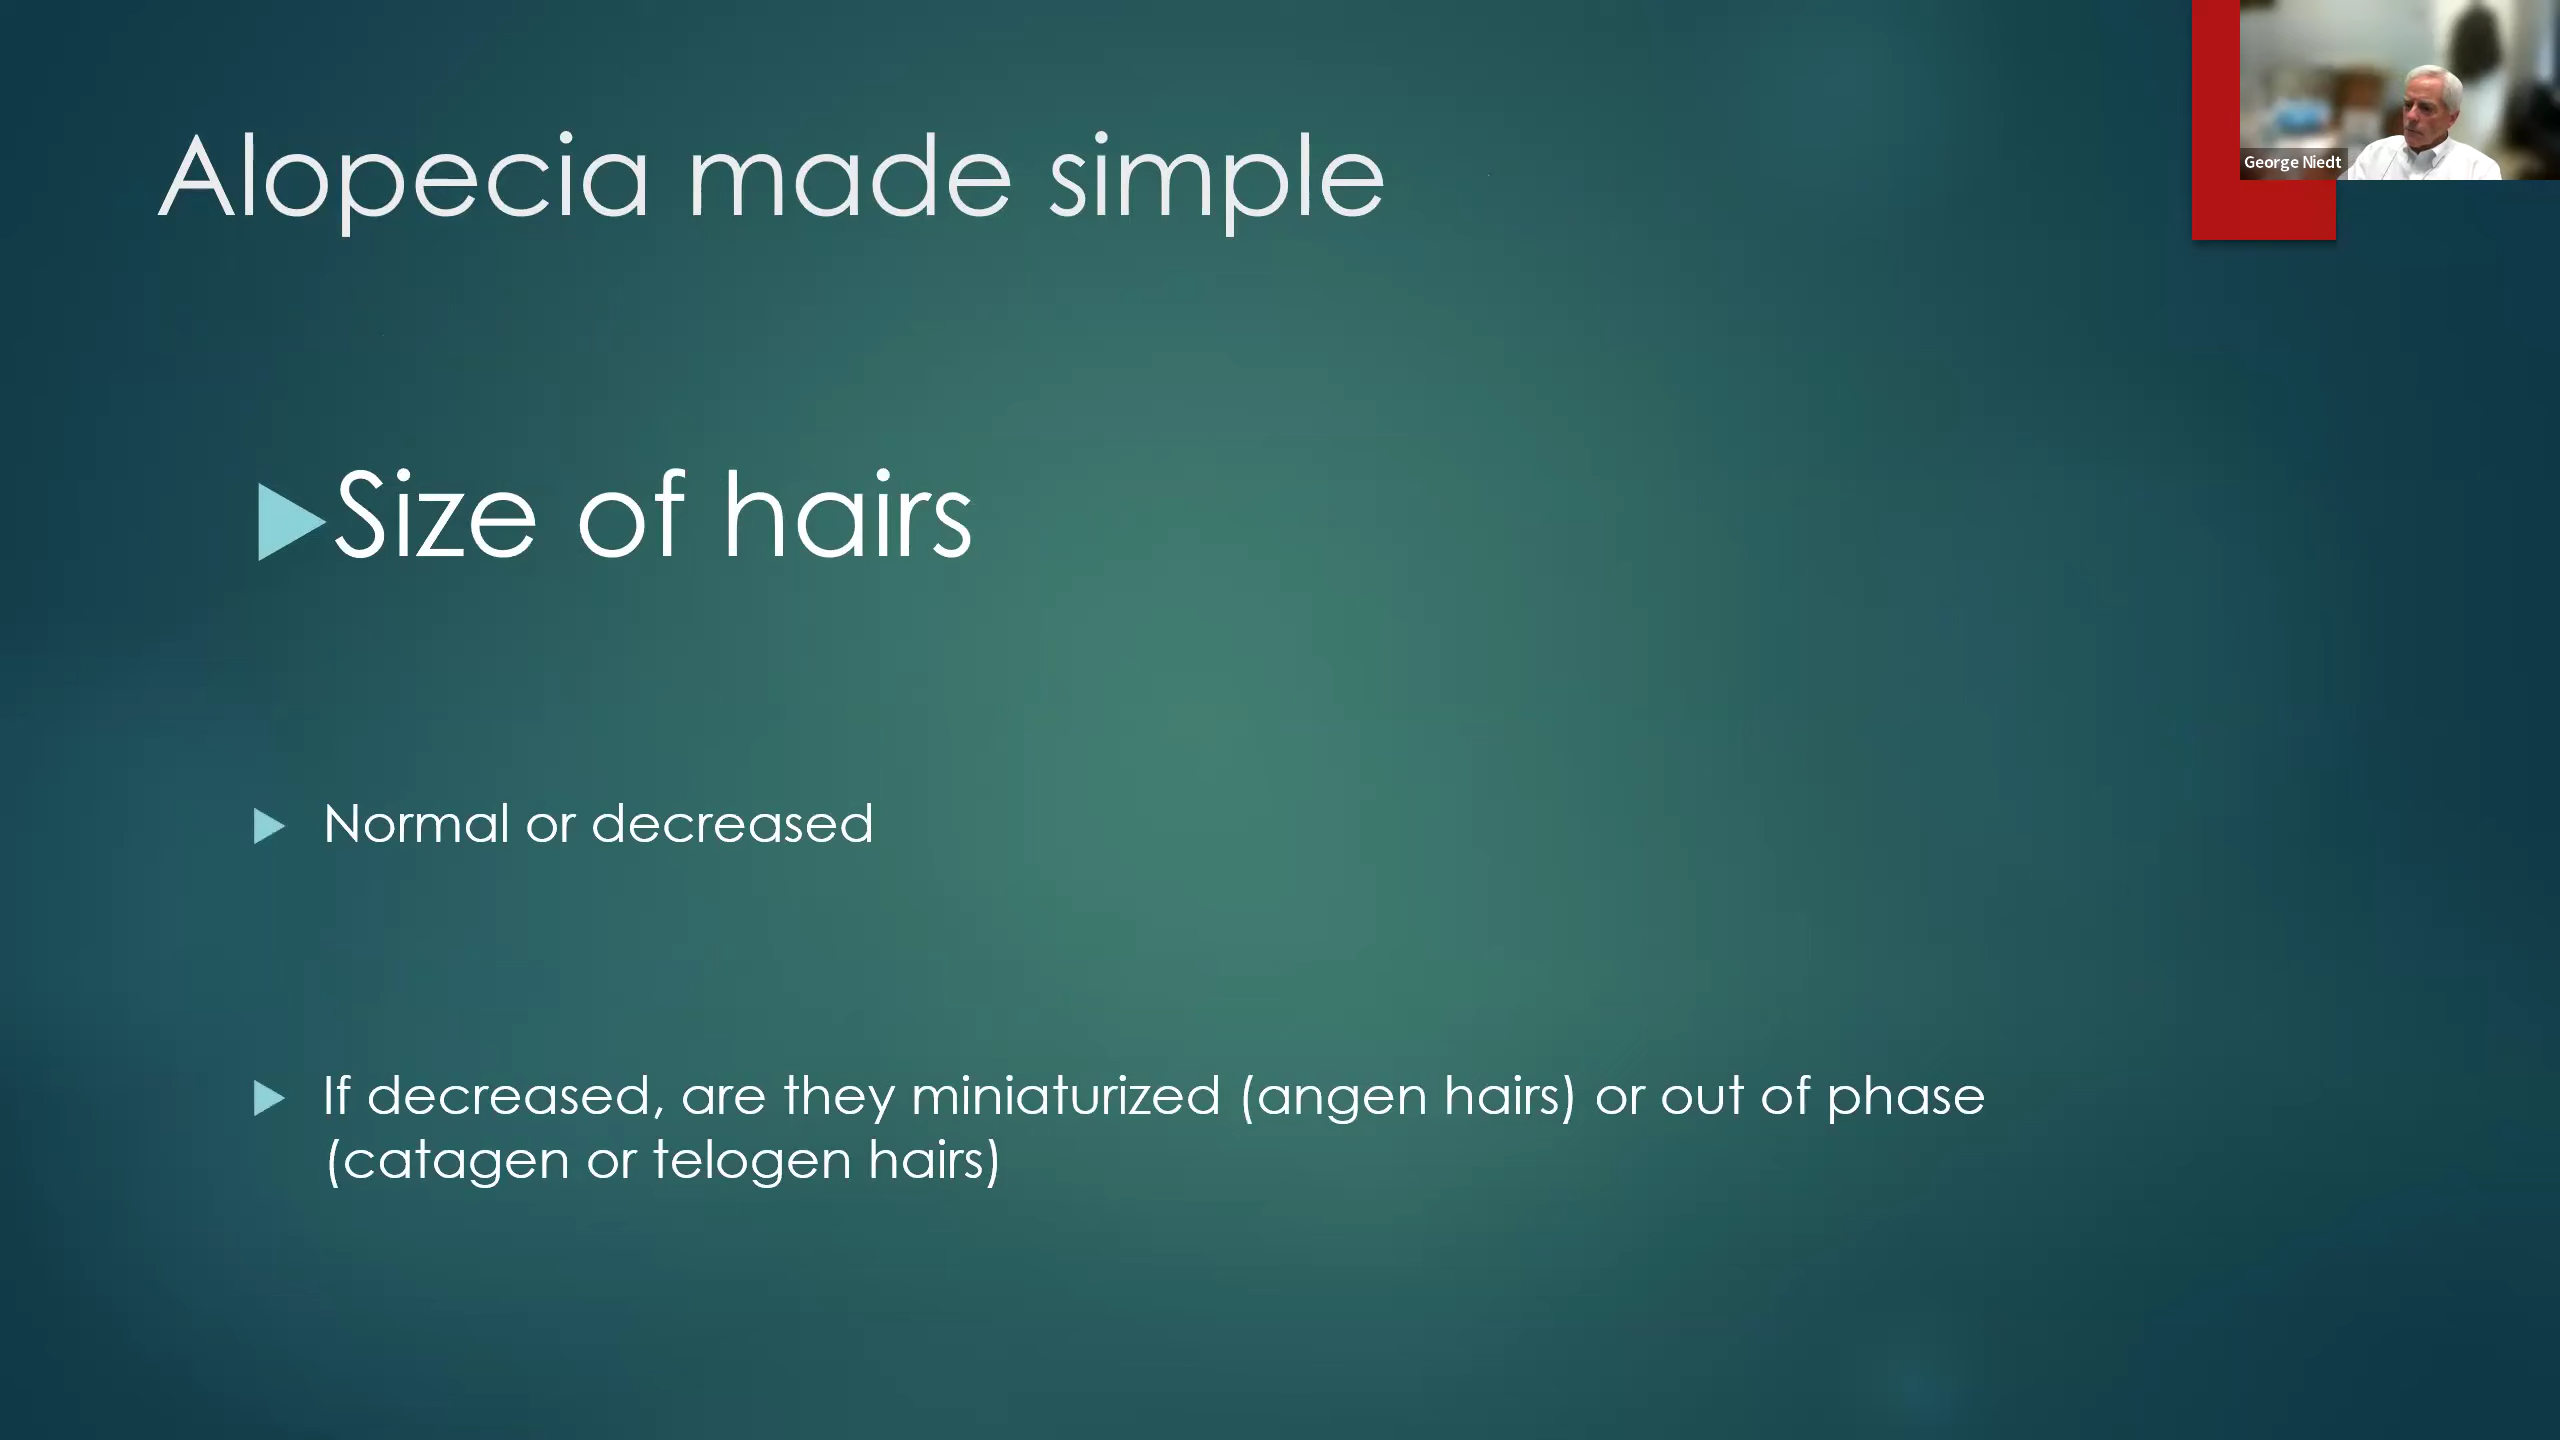 Alopecia made simple
George Niedt
Size of hairs
Normal or decreased
If decreased, are they miniaturized (angen hairs) or out of phase
(catagen or telogen hairs)